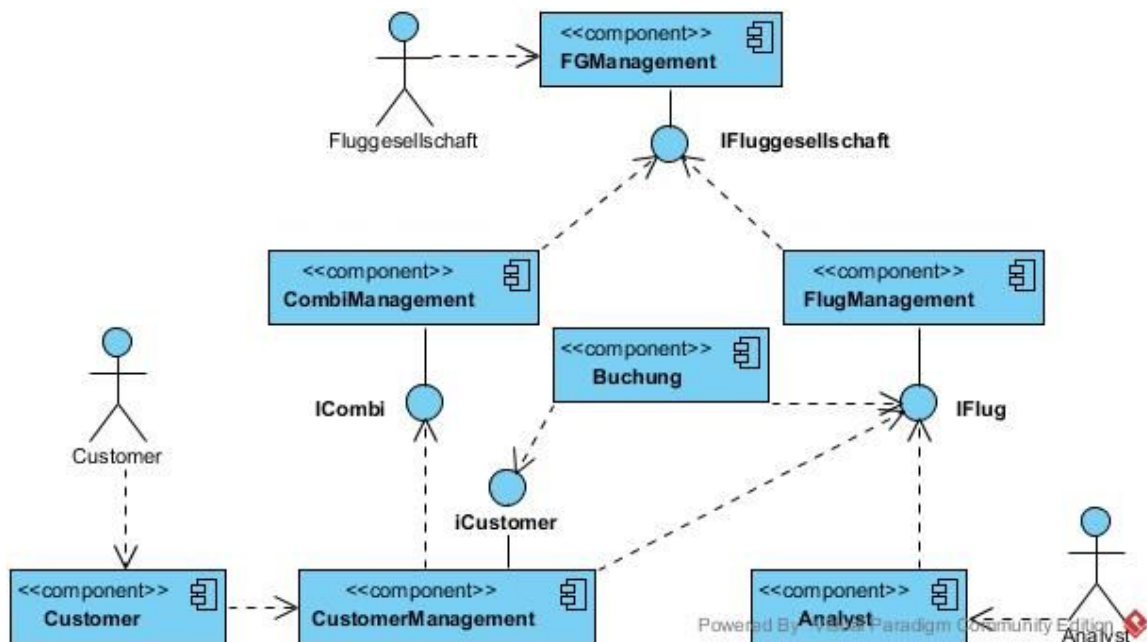 <<component>>
FGManagement
Fluggesellschaft
IFluggesellschaft
<<component>>
CombiManagement
<<component>>
FlugManagement
<<component>>
Buchung
ICombi
IFlug
Customer
iCustomer
<<component>>
Customer
<<component>>
CustomerManagement
<<component>>
Analyst
Powered By Visual Paradigm Community Edition
Analyst